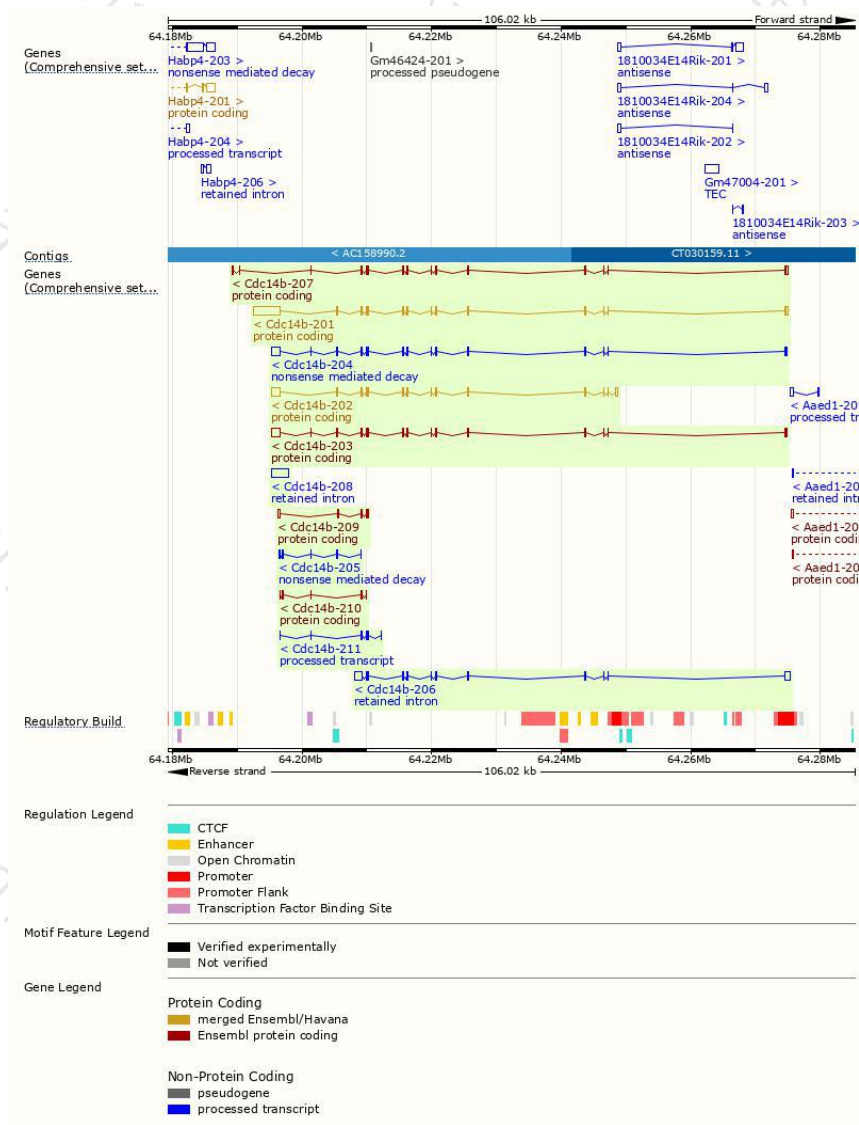 106.02 kb
Forward strand
64.18Mb 64.20Mb 64.22Mb 64.24Mb 64.26Mb 64.28Mb
Genes
(Comprehensive set...
Habp4-203 >
nonsense mediated decay
Gm46424-201 >
processed pseudogene
1810034E14Rik-201 >
antisense
Habp4-201 >
protein coding
1810034E14Rik-204 >
antisense
Habp4-204 >
processed transcript
1810034E14Rik-202 >
antisense
Habp4-206 >
retained intron
Gm47004-201 >
TEC
1810034E14Rik-203 >
antisense
Contigs
< AC158990.2
CT030159.11 >
Genes
(Comprehensive set...
< Cdc14b-207
protein coding
< Cdc14b-201
protein coding
< Cdc14b-204
nonsense mediated decay
< Cdc14b-202
protein coding
< Aaed1-20
processed tr
< Cdc14b-203
protein coding
< Cdc14b-208
retained intron
< Aaed1-20
retained intr
< Cdc14b-209
protein coding
< Aaed1-20
protein codi
< Cdc14b-205
nonsense mediated decay
< Aaed1-20
protein codi
< Cdc14b-210
protein coding
< Cdc14b-211
processed transcript
< Cdc14b-206
retained intron
Regulatory Build
64.18Mb 64.20Mb 64.22Mb 64.24Mb 64.26Mb 64.28Mb
Reverse strand
106.02 kb
Regulation Legend
CTCF
Enhancer
Open Chromatin
Promoter
Promoter Flank
Transcription Factor Binding Site
Motif Feature Legend
Verified experimentally
Not verified
Gene Legend
Protein Coding
merged Ensembl/Havana
Ensembl protein coding
Non-Protein Coding
pseudogene
processed transcript